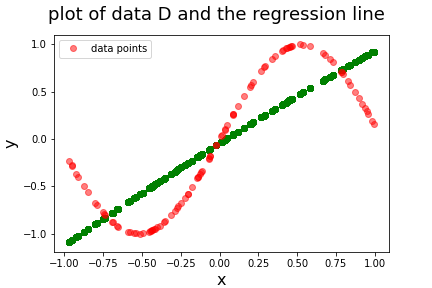 plot of data D and the regression line
data points
1.0
0.5
0.0
−0.5
−1.0
y
−1.00 −0.75 −0.50 −0.25 0.00 0.25 0.50 0.75 1.00
x